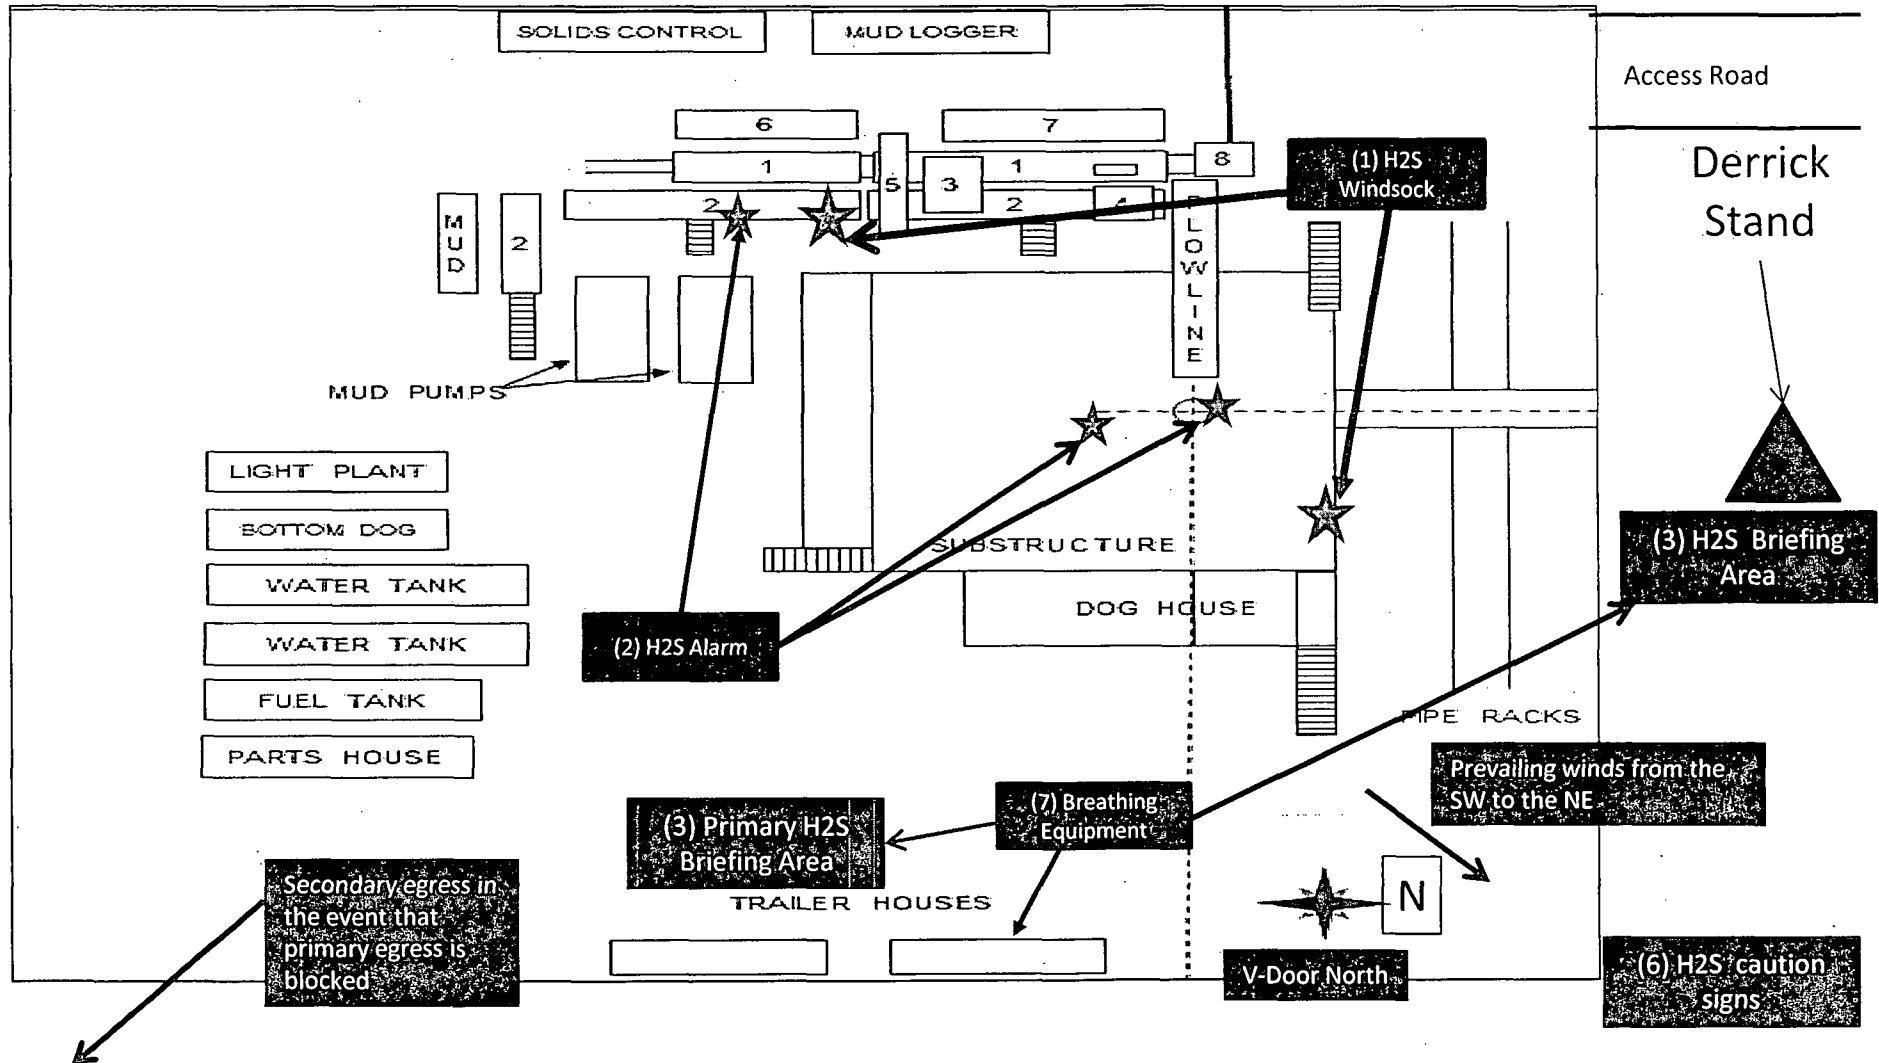 SOLIDS CONTROL
MUD LOGGER
Access Road
6
7
1
1
8
5
3
(1) H2S
Windsock
Derrick
Stand
MUD
2
2
2
FLOWLINE
MUD PUMPS
LIGHT PLANT
BOTTOM DOG
WATER TANK
WATER TANK
FUEL TANK
PARTS HOUSE
SUBSTRUCTURE
DOG HOUSE
(2) H2S Alarm
(3) H2S Briefing
Area
PIPE RACKS
Prevailing winds from the
SW to the NE
(7) Breathing
Equipment
(3) Primary H2S
Briefing Area
TRAILER HOUSES
Secondary egress in
the event that
primary egress is
blocked
N
V-Door North
(6) H2S caution
signs